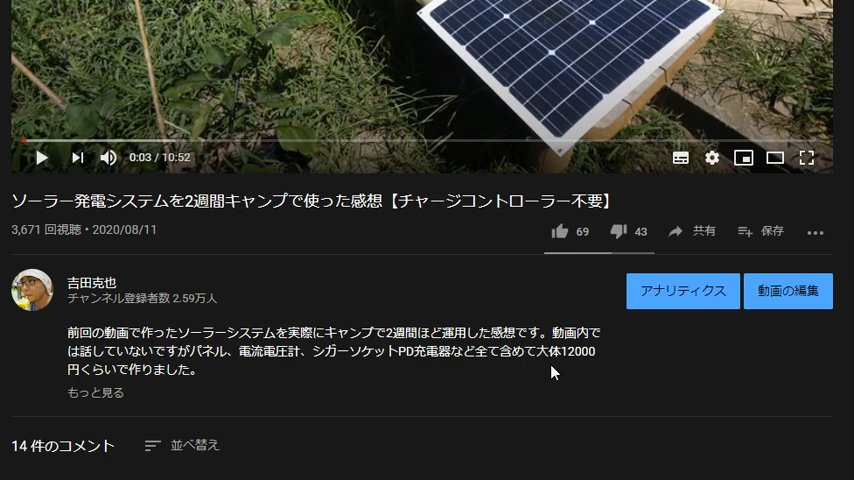 0:03 / 10:52
ソーラー発電システムを2週間キャンプで使った感想【チャージコントローラー不要】
3,671 回視聴・2020/08/11
69 43 共有 保存
吉田克也
チャンネル登録者数 2.59万人
アナリティクス 動画の編集
前回の動画で作ったソーラーシステムを実際にキャンプで2週間ほど運用した感想です。動画内で
は話していないですがパネル、電流電圧計、シガーソケットPD充電器など全て含めて大体12000
円くらいで作りました。
もっと見る
14 件のコメント 並べ替え